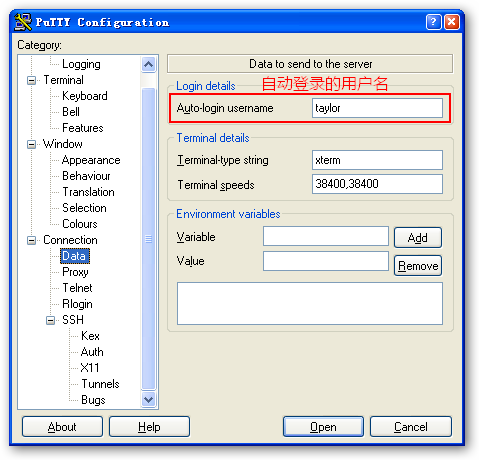 PuTTY Configuration
Category:
Logging
Terminal
Keyboard
Bell
Features
Window
Appearance
Behaviour
Translation
Selection
Colours
Connection
Data
Proxy
Telnet
Rlogin
SSH
Kex
Auth
X11
Tunnels
Bugs
Data to send to the server
Login details
自动登录的用户名
Auto-login username taylor
Terminal details
Terminal-type string xterm
Terminal speeds 38400,38400
Environment variables
Variable Add
Value Remove
About Help Open Cancel